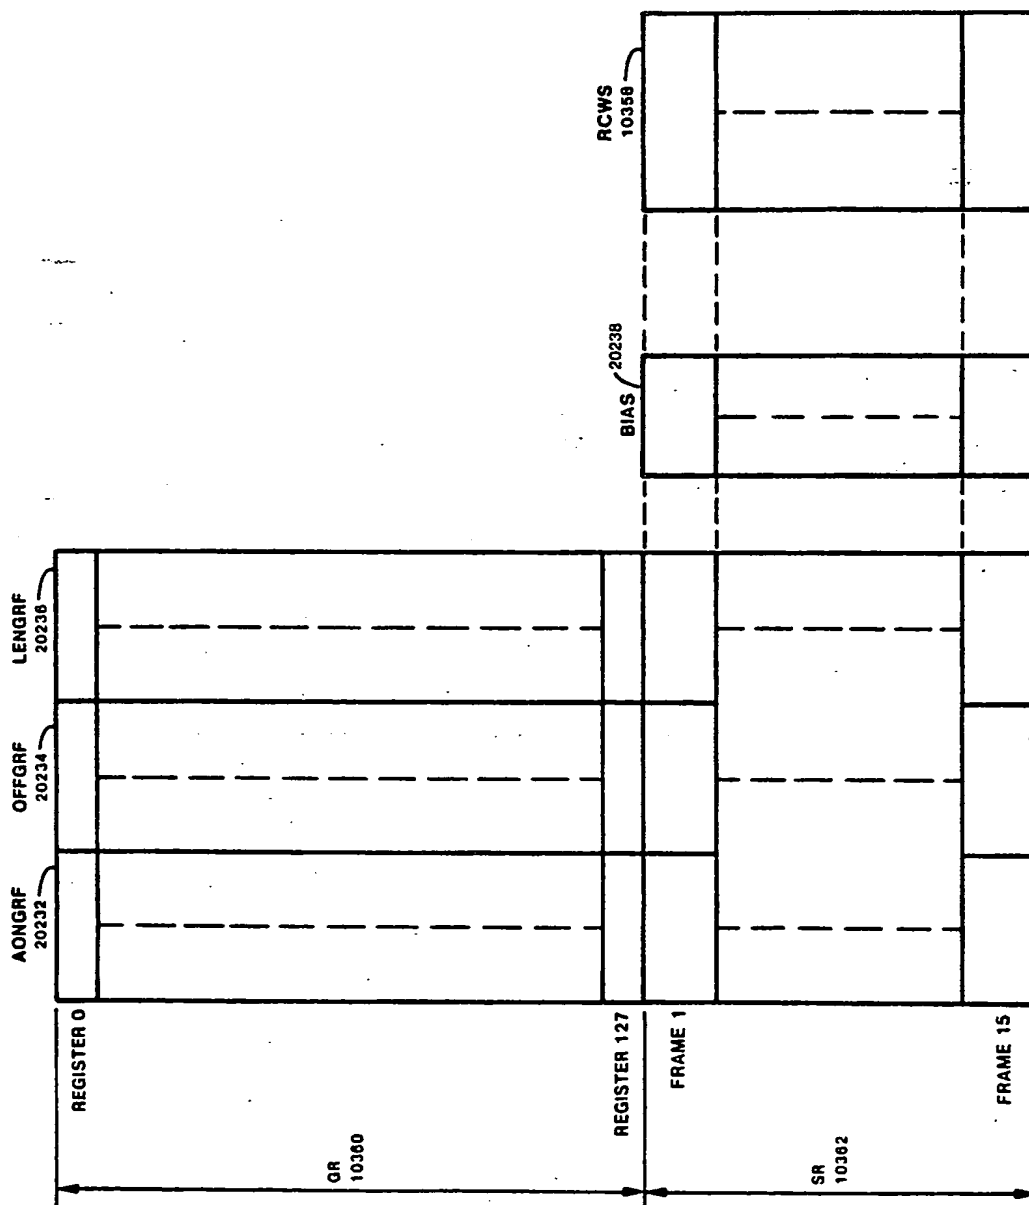 AONGRF
20232
OFFGRF
20234
LENGRF
20236
BIAS
20238
RCWS
10358
REGISTER 0
GR
10360
REGISTER 127
FRAME 1
SR
10362
FRAME 15